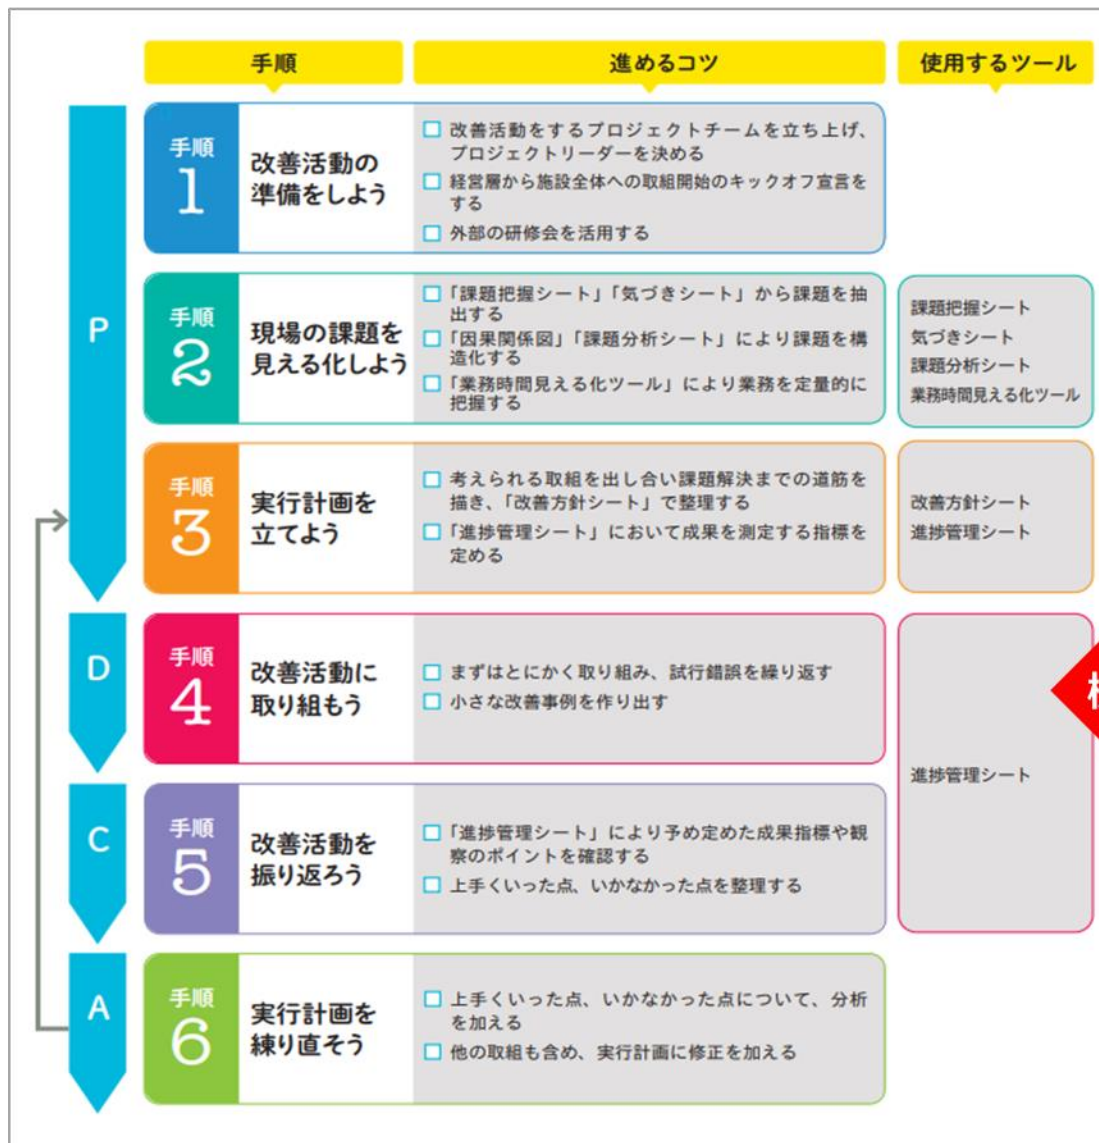 手順
進めるコツ
使用するツール
P
手順
1
改善活動の
準備をしよう
改善活動をするプロジェクトチームを立ち上げ、
プロジェクトリーダーを決める
経営層から施設全体への取組開始のキックオフ宣言を
する
外部の研修会を活用する
手順
2
現場の課題を
見える化しよう
「課題把握シート」「気づきシート」から課題を抽
出する
「因果関係図」「課題分析シート」により課題を構
造化する
「業務時間見える化ツール」により業務を定量的に
把握する
課題把握シート
気づきシート
課題分析シート
業務時間見える化ツール
手順
3
実行計画を
立てよう
考えられる取組を出し合い課題解決までの道筋を
描き、「改善方針シート」で整理する
「進捗管理シート」において成果を測定する指標を
定める
改善方針シート
進捗管理シート
D
手順
4
改善活動に
取り組もう
まずはとにかく取り組み、試行錯誤を繰り返す
小さな改善事例を作り出す
進捗管理シート
C
手順
5
改善活動を
振り返ろう
「進捗管理シート」により予め定めた成果指標や観
察のポイントを確認する
上手くいった点、いかなかった点を整理する
A
手順
6
実行計画を
練り直そう
上手くいった点、いかなかった点について、分析
を加える
他の取組も含め、実行計画に修正を加える